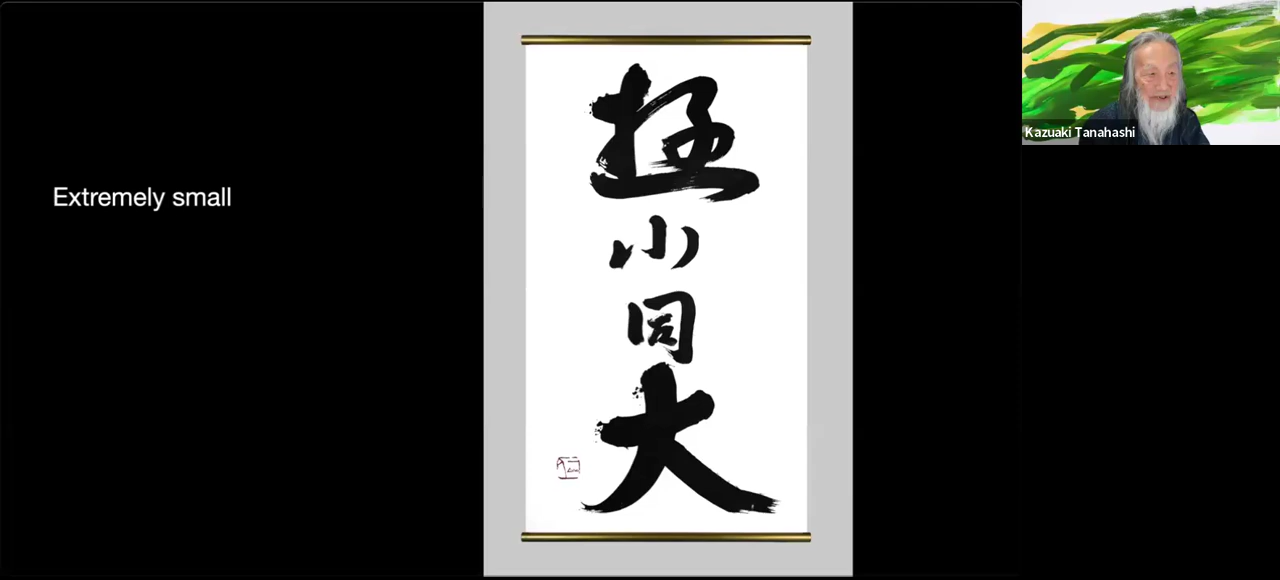 Extremely small
極
小
同
大
Kazuaki Tanahashi